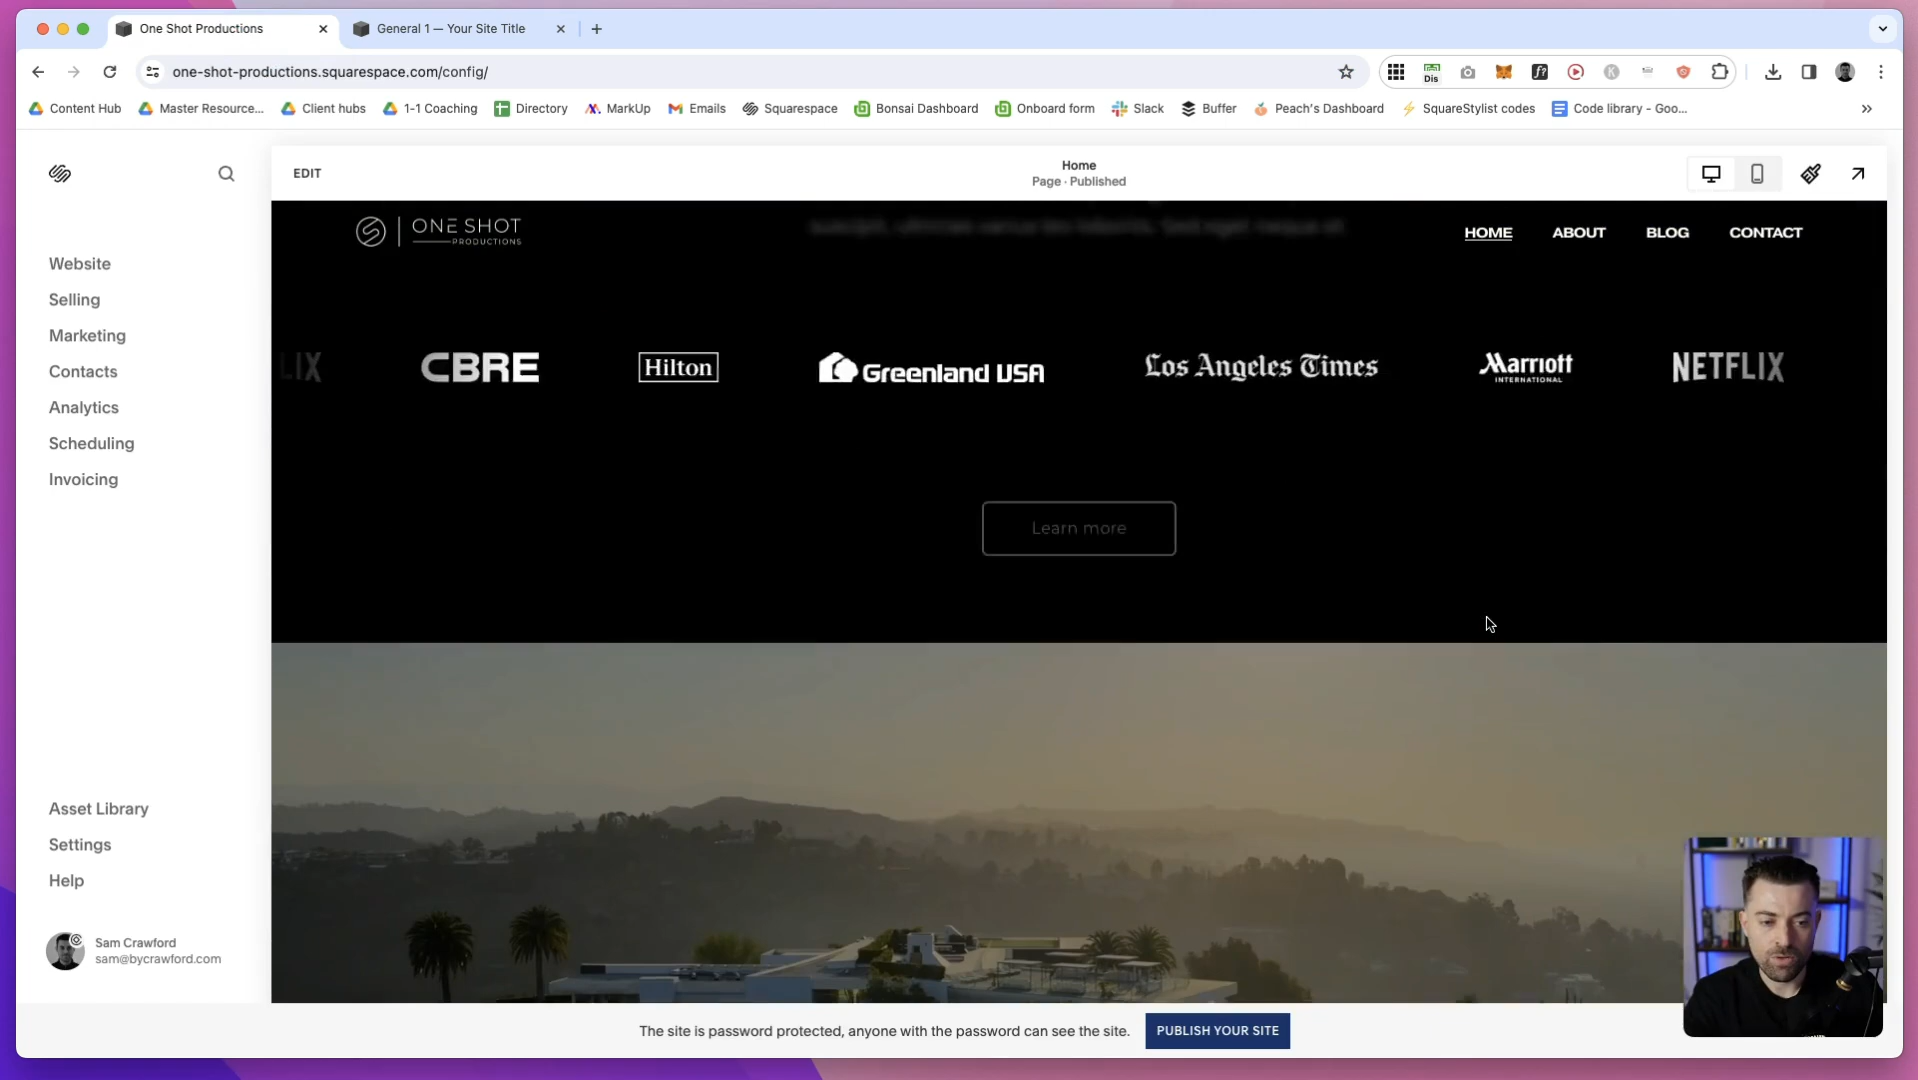 One Shot Productions
General 1 — Your Site Title
one-shot-productions.squarespace.com/config/
Dis
Content Hub
Master Resource...
Client hubs
1-1 Coaching
Directory
MarkUp
Emails
Squarespace
Bonsai Dashboard
Onboard form
Slack
Buffer
Peach's Dashboard
SquareStylist codes
Code library - Goo...
EDIT
Home
Page · Published
ONE SHOT
PRODUCTIONS
HOME
ABOUT
BLOG
CONTACT
Website
Selling
Marketing
Contacts
Analytics
Scheduling
Invoicing
LIX
CBRE
Hilton
Greenland USA
Los Angeles Times
Marriott
INTERNATIONAL
NETFLIX
Learn more
Asset Library
Settings
Help
Sam Crawford
sam@bycrawford.com
The site is password protected, anyone with the password can see the site.
PUBLISH YOUR SITE